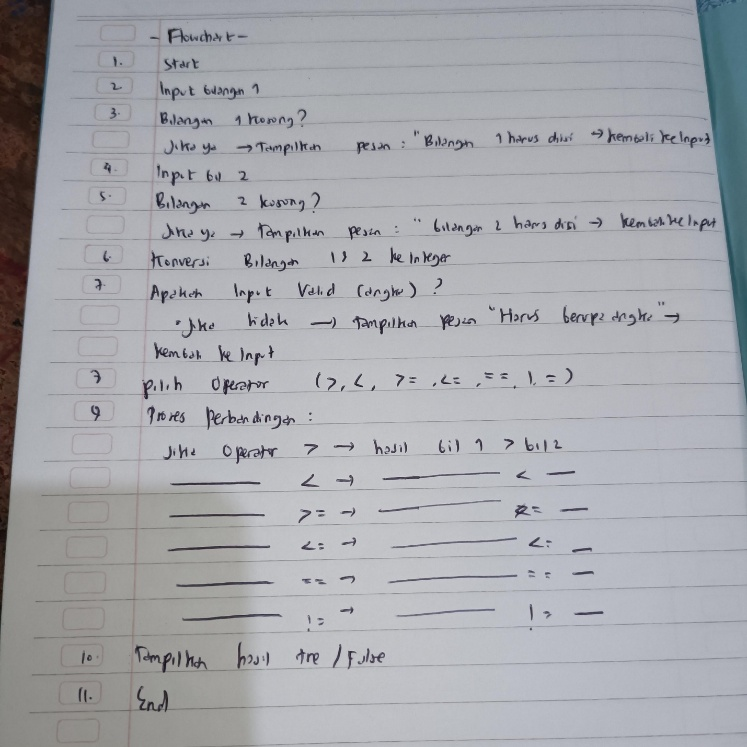 - Flowchart -
1. Start
2. Input bilangan 1
3. Bilangan 1 kosong?
Jika ya → Tampilkan pesan : "Bilangan 1 harus diisi → kembali ke Input
4. Input bil 2
5. Bilangan 2 kosong?
Jika ya → Tampilkan pesan : " bilangan 2 harus diisi → kembali ke Input
6. Konversi Bilangan 1 & 2 ke Integer
7. Apakah Input Valid (angka) ?
• Jika tidak → tampilkan pesan "Harus berupa angka" →
kembali ke Input
7 pilih operator (>, <, >=, <=, ==, !, =)
9 Proses perbandingan :
Jika operator > → hasil bil 1 > bil 2
—— < → —— < —
—— >= → —— >= —
—— <= → —— <= —
—— == → —— == —
—— != → —— != —
10. Tampilkan hasil tre / False
11. End